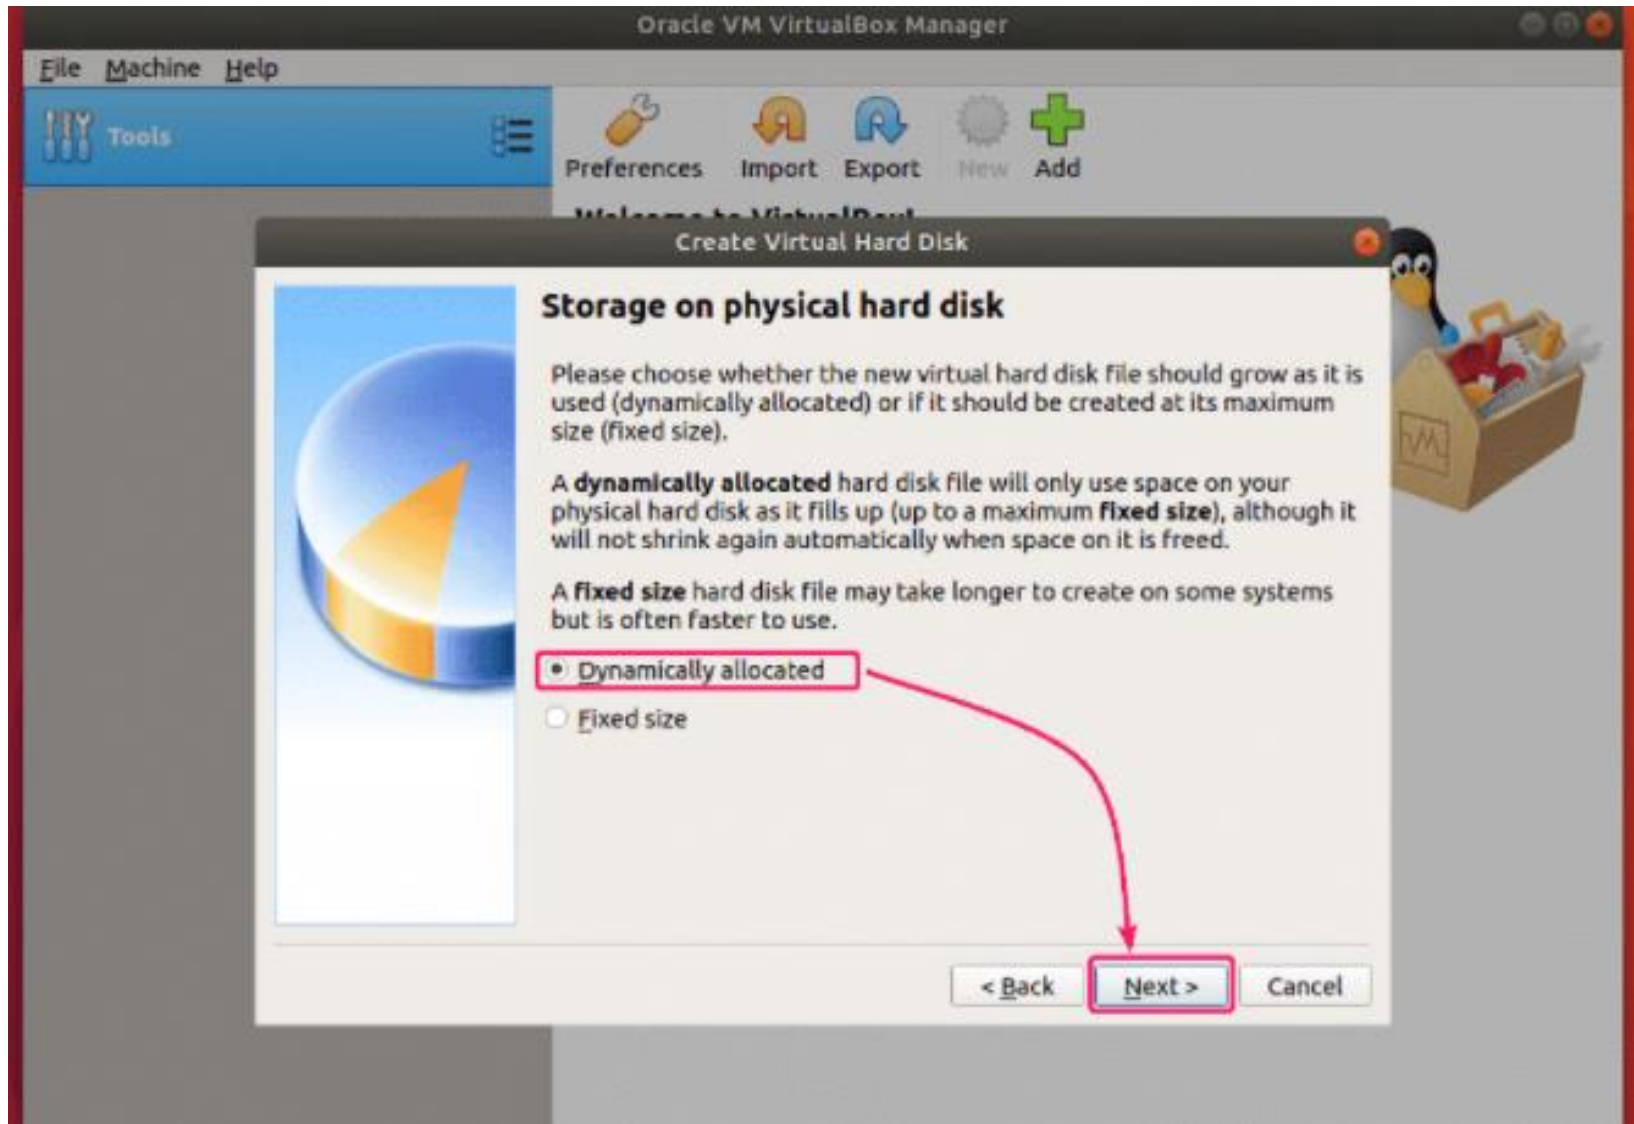 Oracle VM VirtualBox Manager
File Machine Help
Tools
Preferences Import Export New Add
Welcome to VirtualBox!
Create Virtual Hard Disk
Storage on physical hard disk
Please choose whether the new virtual hard disk file should grow as it is
used (dynamically allocated) or if it should be created at its maximum
size (fixed size).
A dynamically allocated hard disk file will only use space on your
physical hard disk as it fills up (up to a maximum fixed size), although it
will not shrink again automatically when space on it is freed.
A fixed size hard disk file may take longer to create on some systems
but is often faster to use.
Dynamically allocated
Fixed size
< Back Next > Cancel